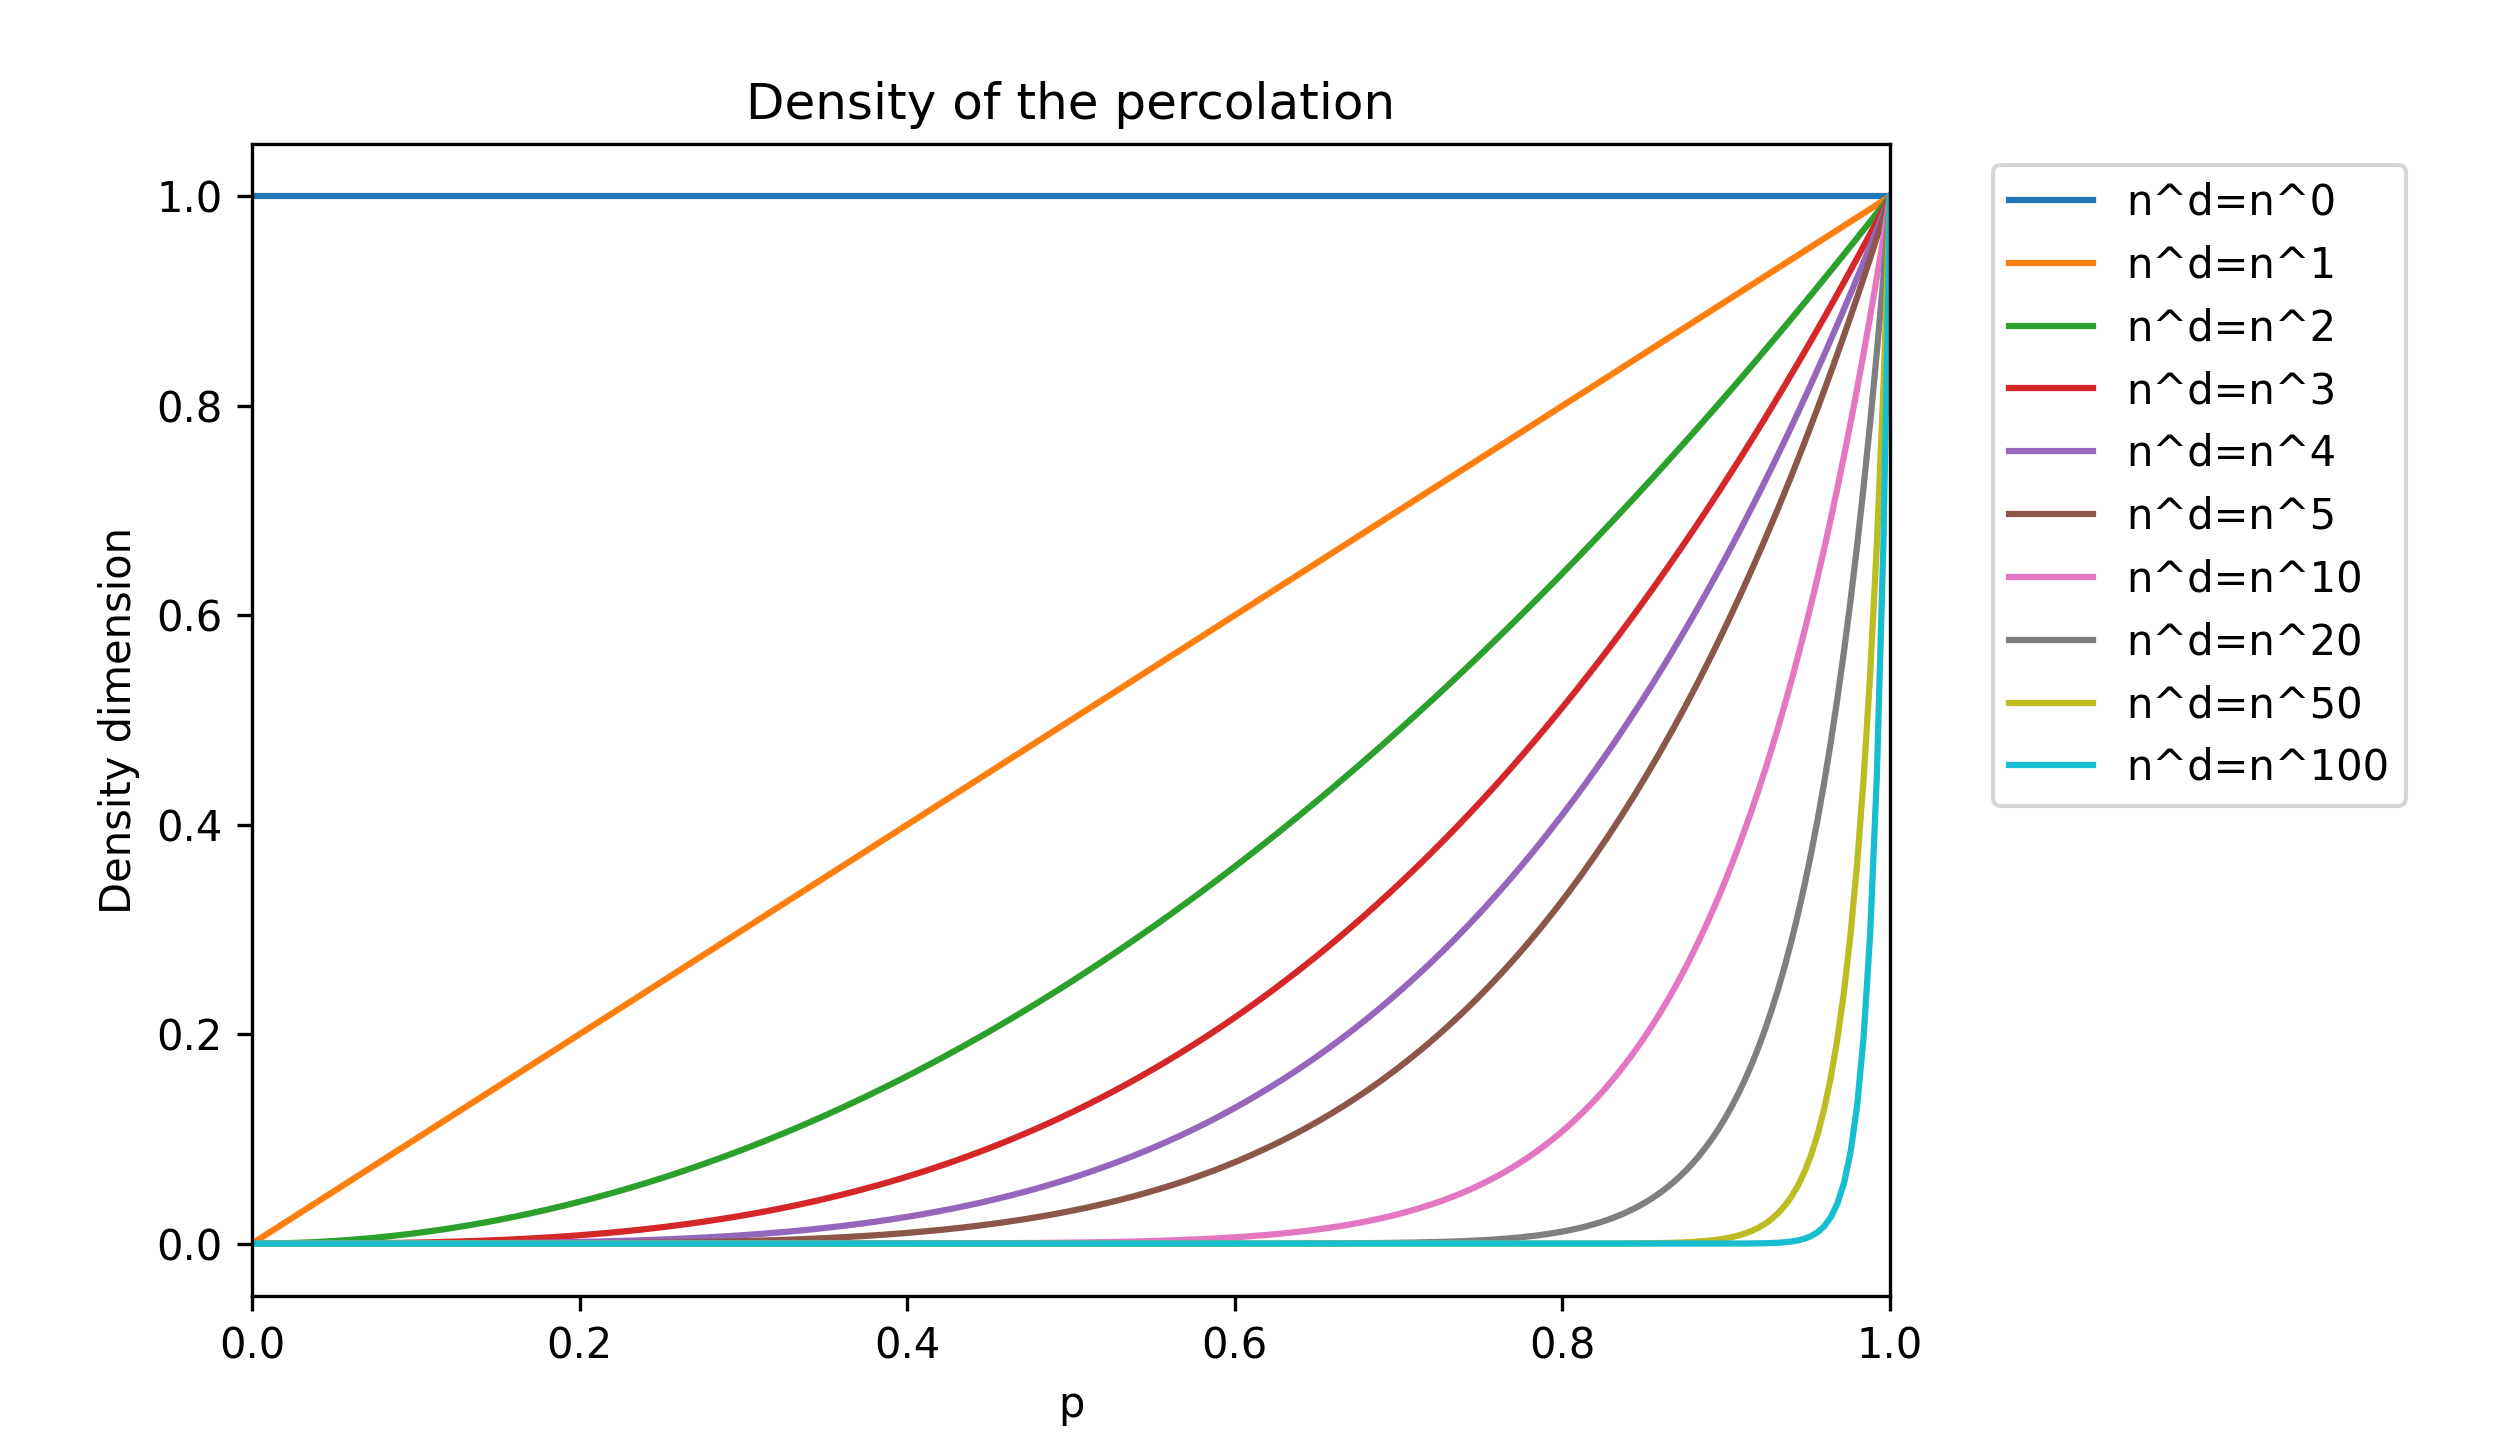 Density of the percolation
Density dimension
1.0
0.8
0.6
0.4
0.2
0.0
0.0 0.2 0.4 0.6 0.8 1.0
p
n^d=n^0
n^d=n^1
n^d=n^2
n^d=n^3
n^d=n^4
n^d=n^5
n^d=n^10
n^d=n^20
n^d=n^50
n^d=n^100